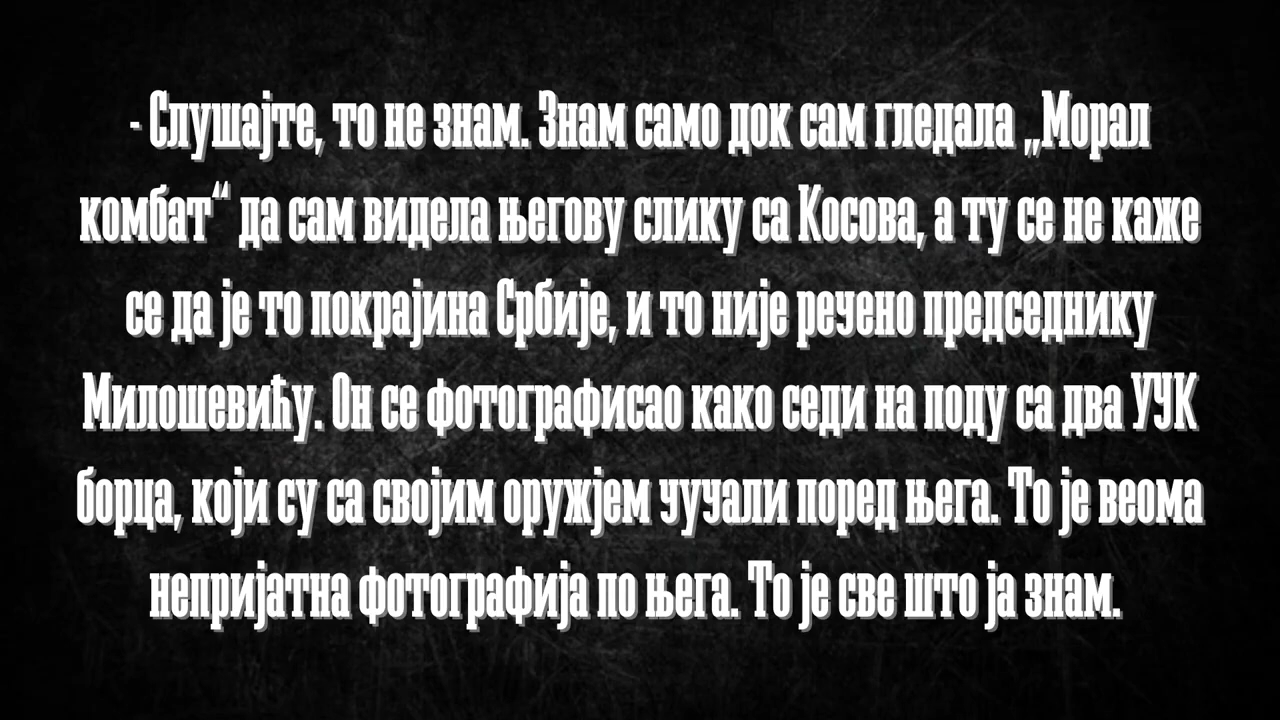 - Слушајте, то не знам. Знам само док сам гледала „Морал
комбат“ да сам видела његову слику са Косова, а ту се не каже
се да је то покрајина Србије, и то није речено председнику
Милошевићу. Он се фотографисао како седи на поду са два УЧК
борца, који су са својим оружјем чучали поред њега. То је веома
непријатна фотографија по њега. То је све што ја знам.